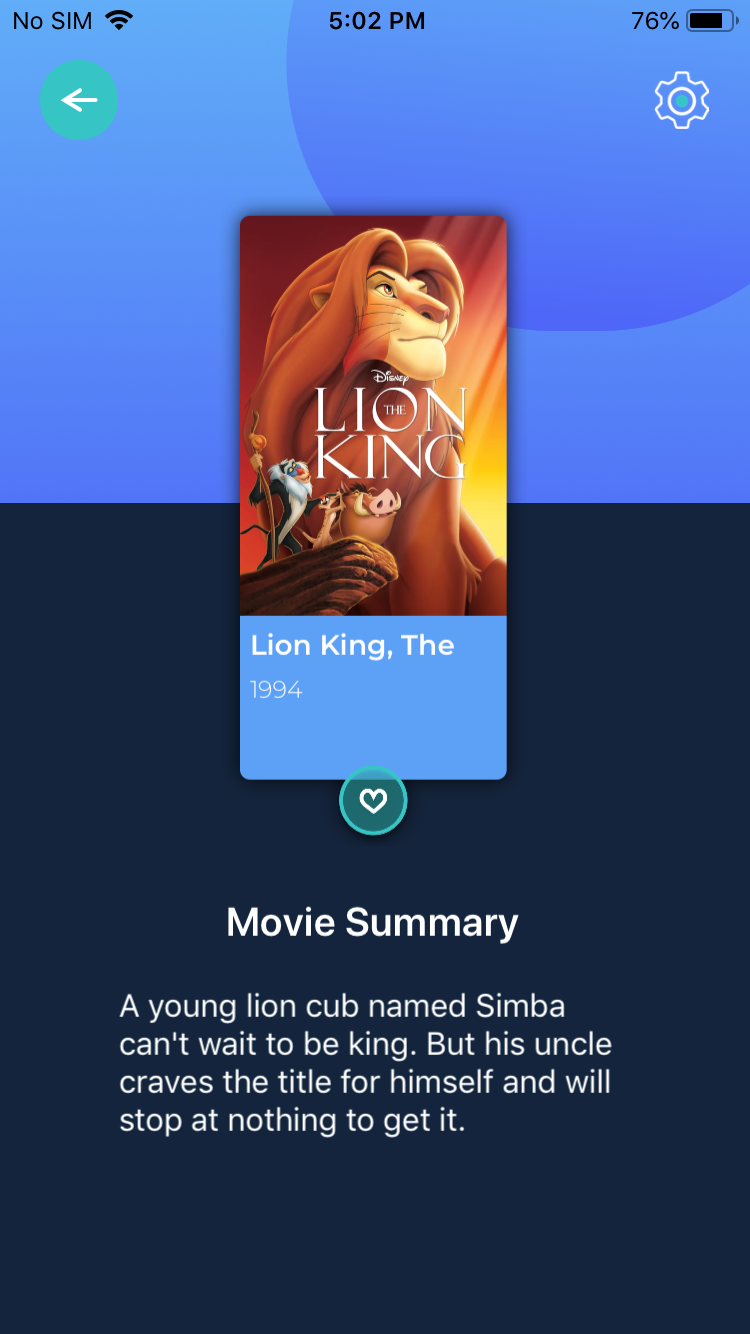 No SIM 5:02 PM 76%
Disney
LION
THE
KING
Lion King, The
1994
Movie Summary
A young lion cub named Simba
can't wait to be king. But his uncle
craves the title for himself and will
stop at nothing to get it.